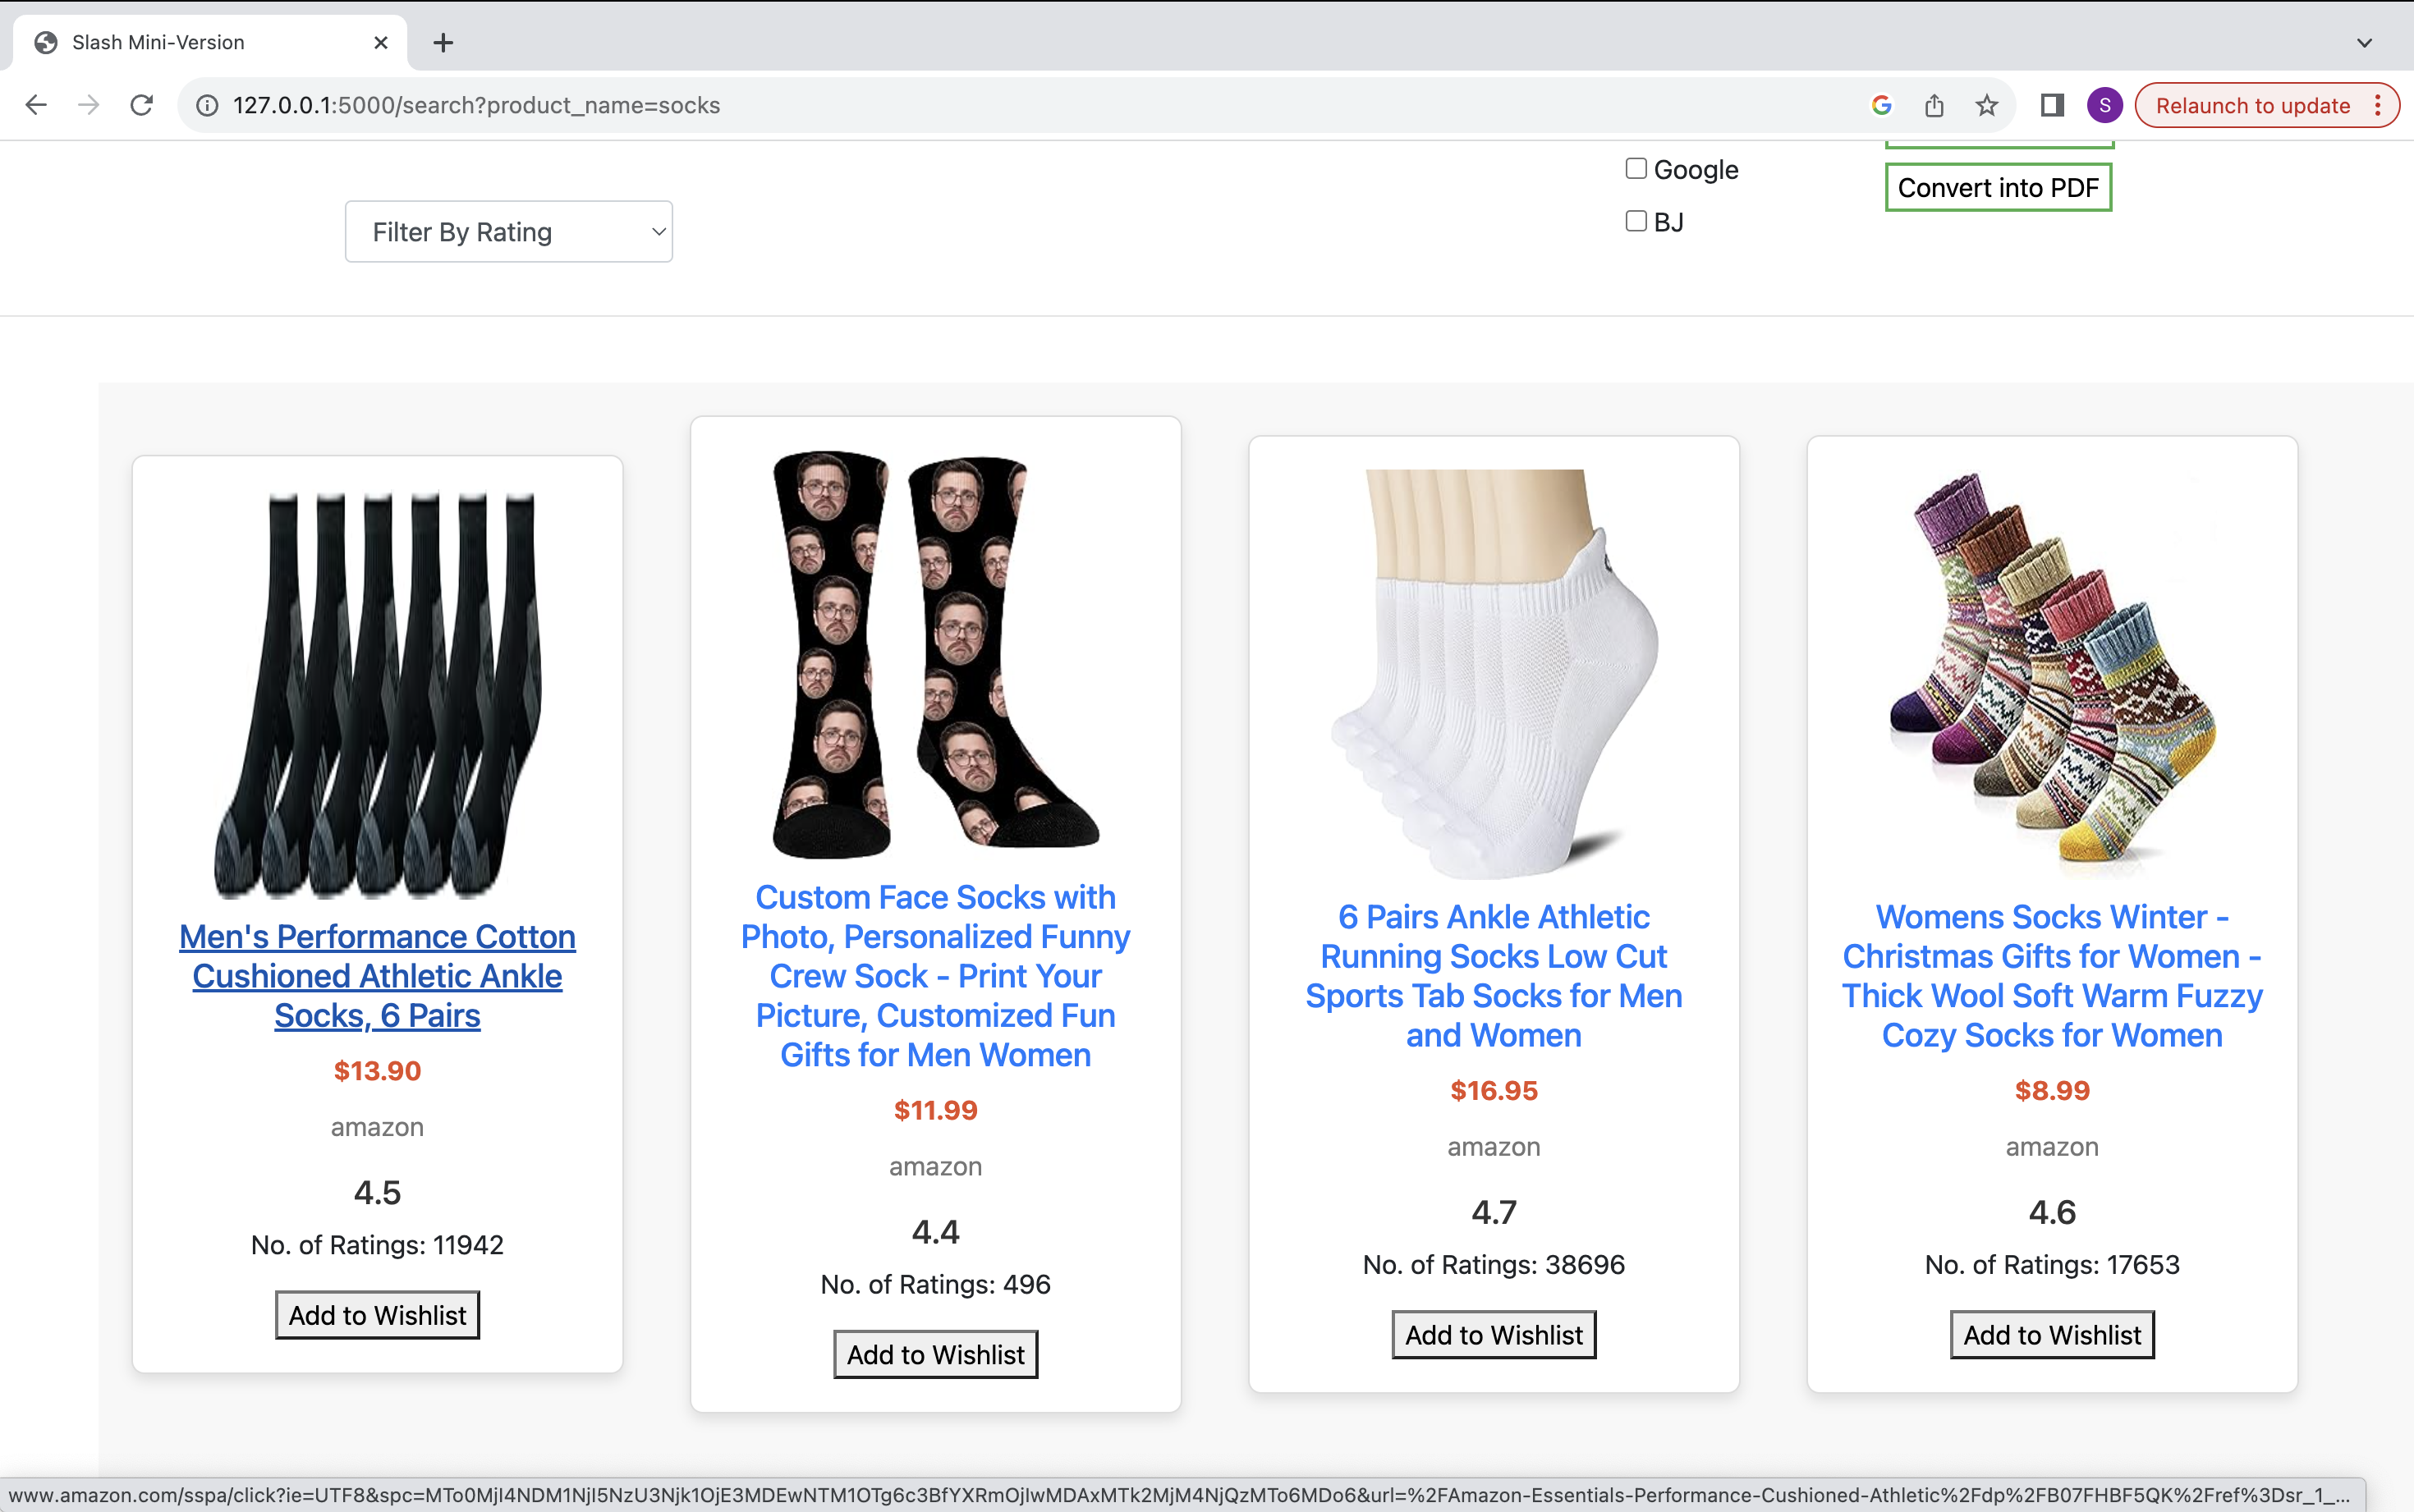 Slash Mini-Version
127.0.0.1:5000/search?product_name=socks
S
Relaunch to update
Google
BJ
Convert into PDF
Filter By Rating
Men's Performance Cotton
Cushioned Athletic Ankle
Socks, 6 Pairs
$13.90
amazon
4.5
No. of Ratings: 11942
Add to Wishlist
Custom Face Socks with
Photo, Personalized Funny
Crew Sock - Print Your
Picture, Customized Fun
Gifts for Men Women
$11.99
amazon
4.4
No. of Ratings: 496
Add to Wishlist
6 Pairs Ankle Athletic
Running Socks Low Cut
Sports Tab Socks for Men
and Women
$16.95
amazon
4.7
No. of Ratings: 38696
Add to Wishlist
Womens Socks Winter -
Christmas Gifts for Women -
Thick Wool Soft Warm Fuzzy
Cozy Socks for Women
$8.99
amazon
4.6
No. of Ratings: 17653
Add to Wishlist
www.amazon.com/sspa/click?ie=UTF8&spc=MTo0MjI4NDM1NjI5NzU3Njk1OjE3MDEwNTM1OTg6c3BfYXRmOjIwMDAxMTk2MjM4NjQzMTo6MDo6&url=%2FAmazon-Essentials-Performance-Cushioned-Athletic%2Fdp%2FB07FHBF5QK%2Fref%3Dsr_1_...